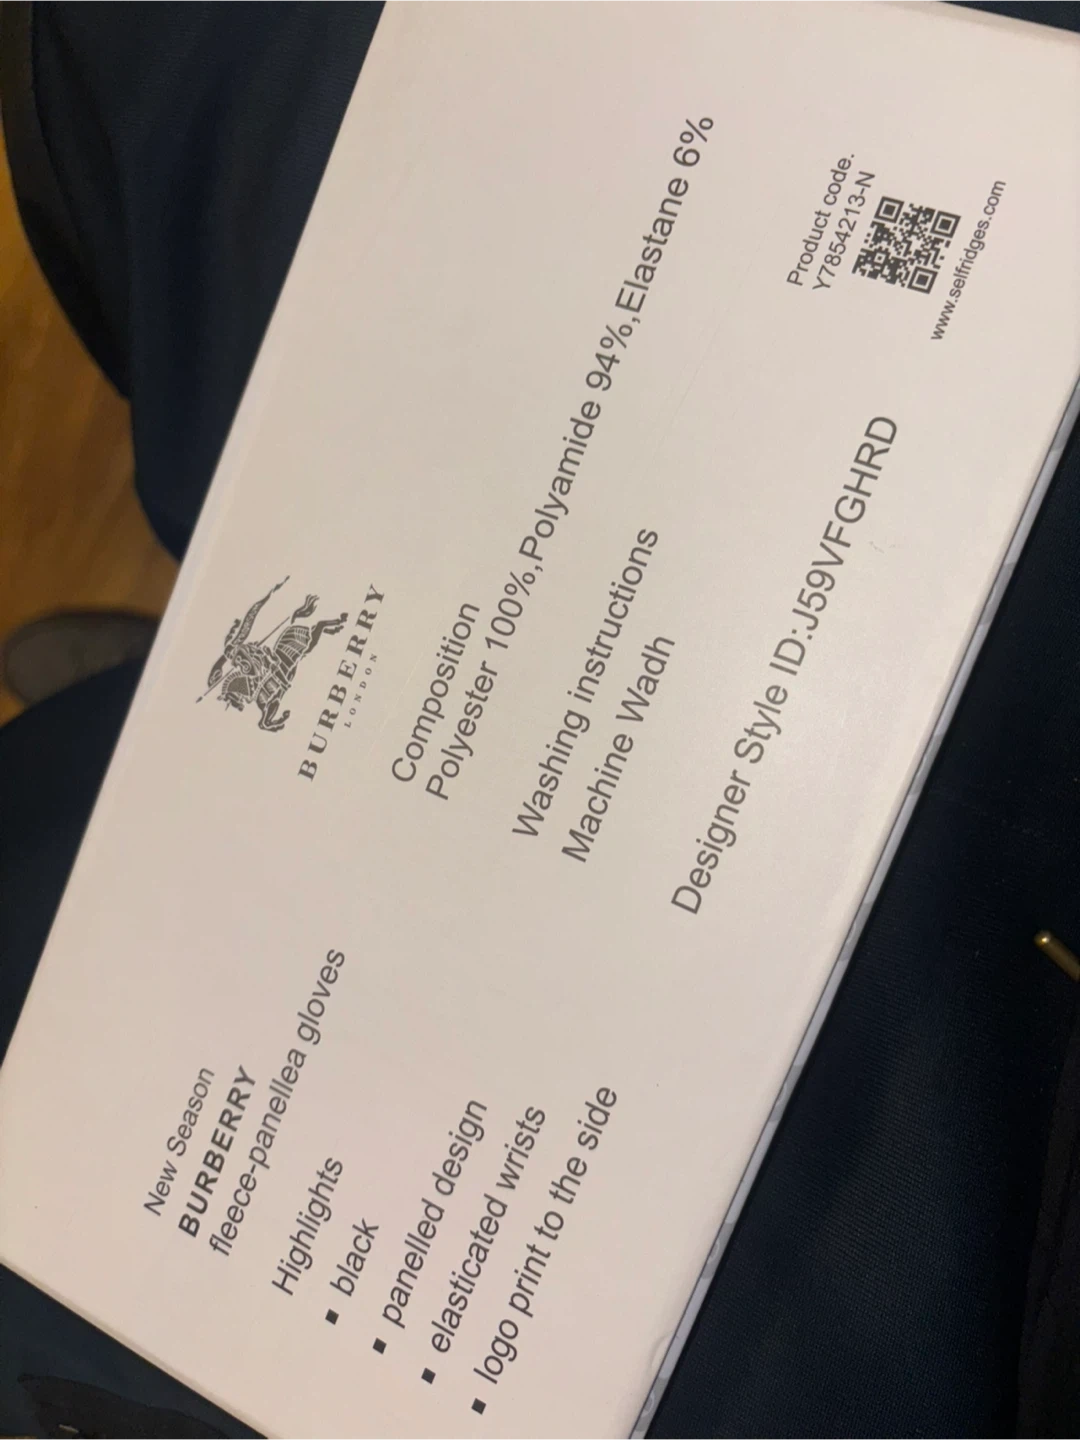 New Season
BURBERRY
fleece-panellea gloves
Highlights
▪ black
▪ panelled design
▪ elasticated wrists
▪ logo print to the side
BURBERRY
LONDON
Composition
Polyester 100%,Polyamide 94%,Elastane 6%
Washing instructions
Machine Wadh
Designer Style ID:J59VFGHRD
Product code.
Y7854213-N
www.selfridges.com